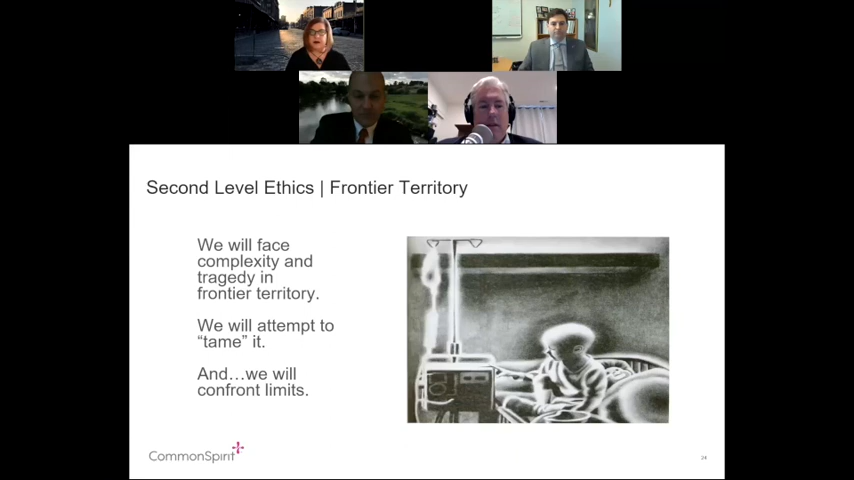 Second Level Ethics | Frontier Territory
We will face
complexity and
tragedy in
frontier territory.
We will attempt to
“tame” it.
And…we will
confront limits.
CommonSpirit
24